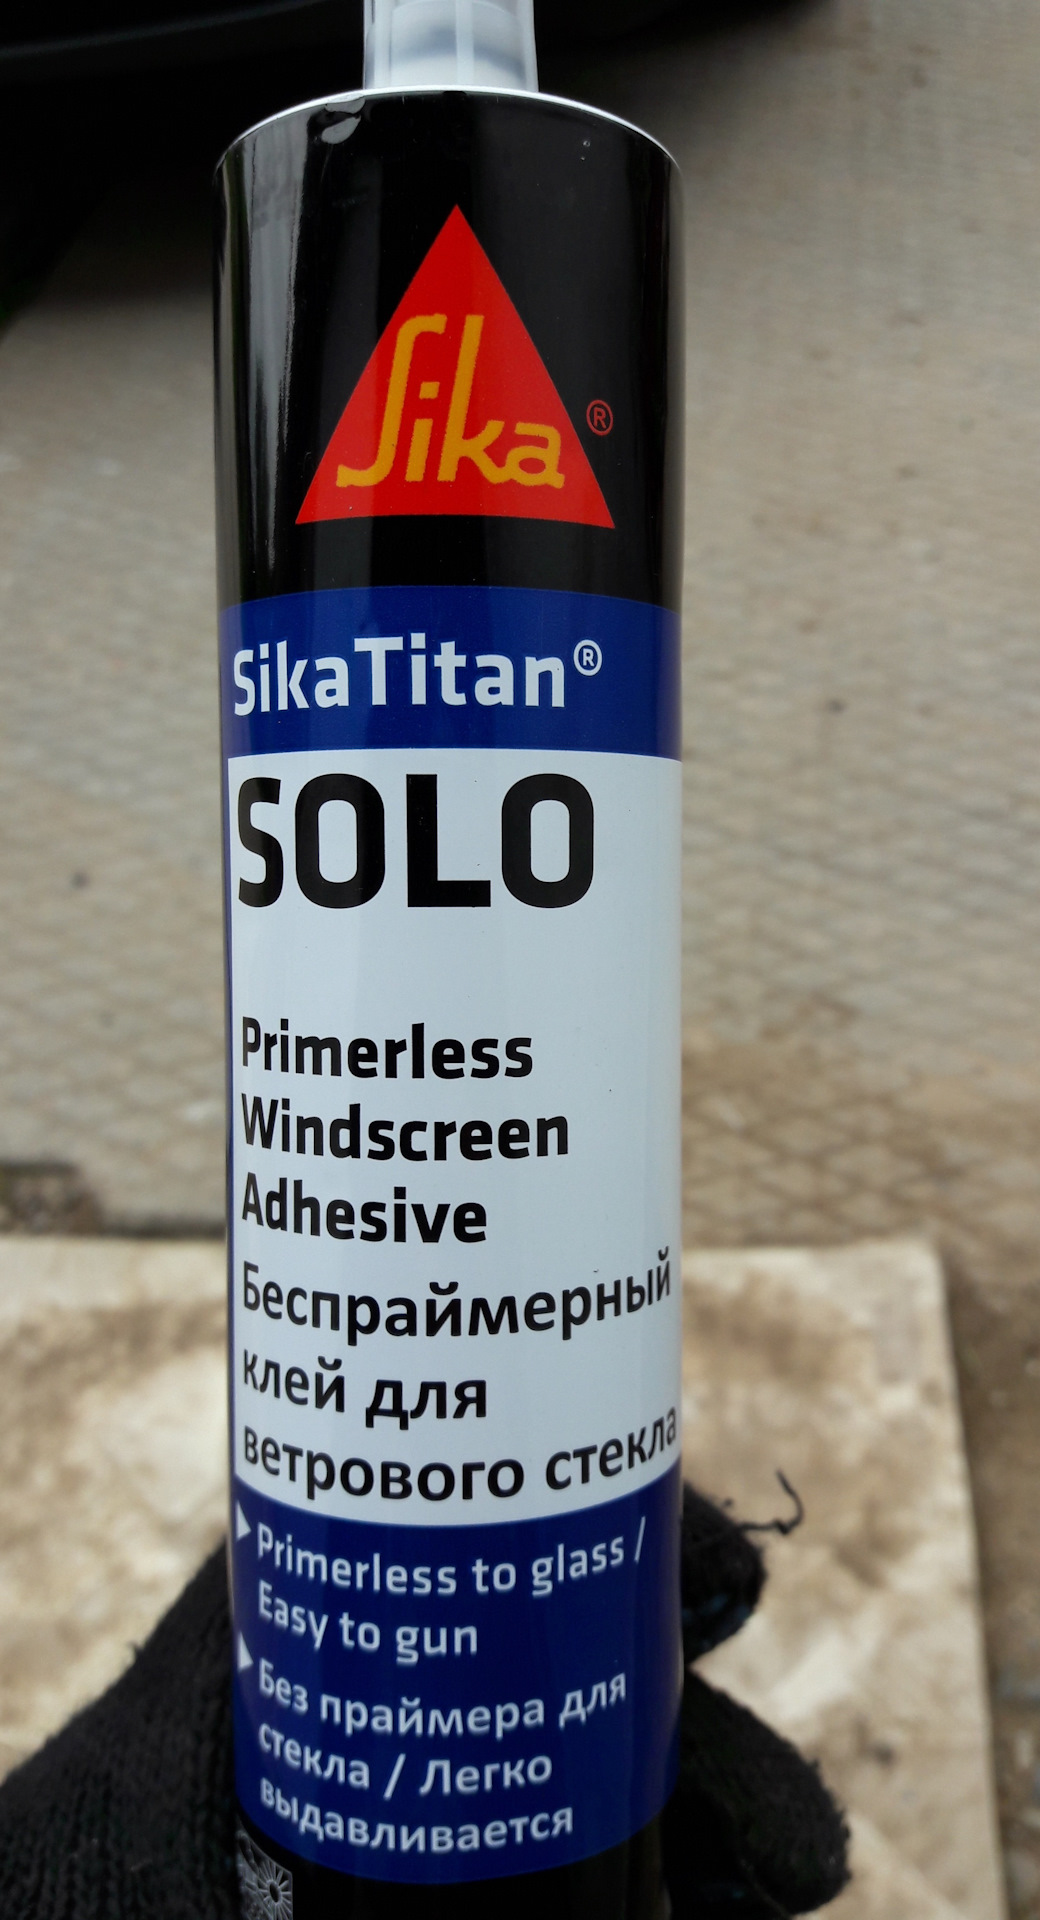 Sika®
SikaTitan®
SOLO
Primerless
Windscreen
Adhesive
Беспраймерный
клей для
ветрового стекла
Primerless to glass /
Easy to gun
Без праймера для
стекла / Легко
выдавливается